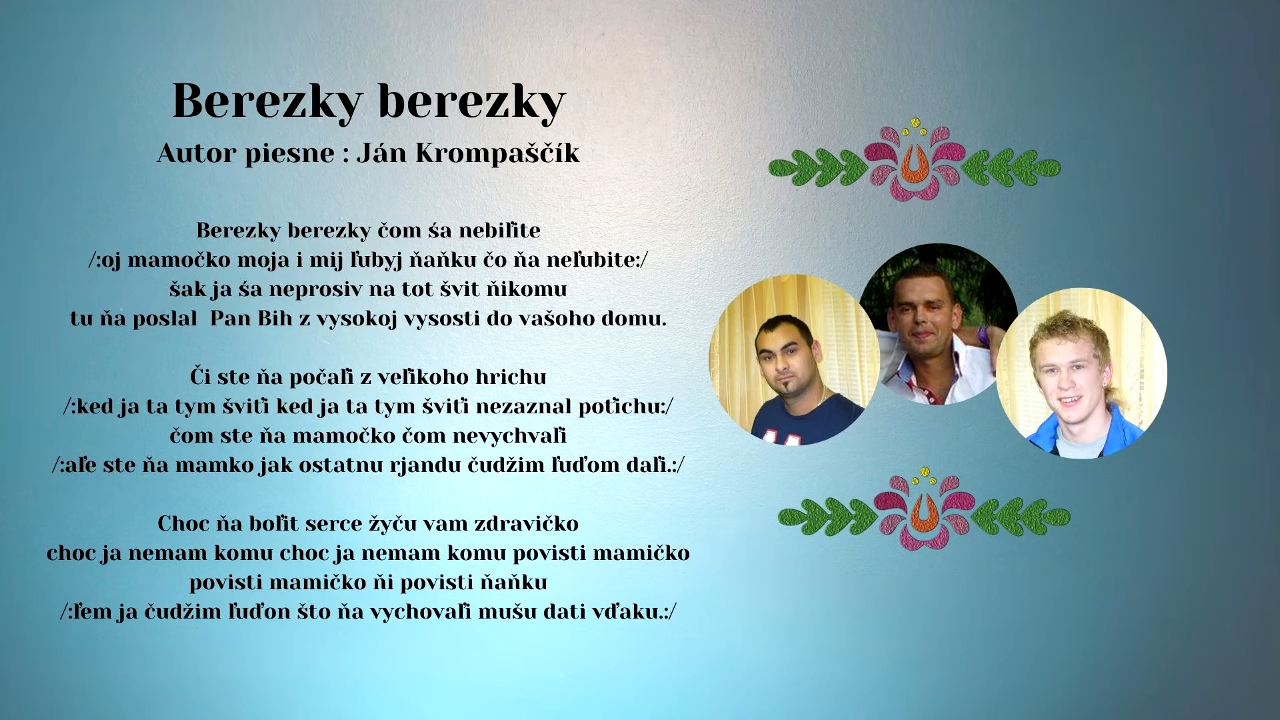 Berezky berezky
Autor piesne : Ján Krompaščík
Berezky berezky čom śa nebiľite
/:oj mamočko moja i mij ľubyj ňaňku čo ňa neľubite:/
šak ja śa neprosiv na tot švit ňikomu
tu ňa poslal  Pan Bih z vysokoj vysosti do vašoho domu.
Či ste ňa počaľi z veľikoho hrichu
/:ked ja ta tym šviťi ked ja ta tym šviťi nezaznal poťichu:/
čom ste ňa mamočko čom nevychvaľi
/:aľe ste ňa mamko jak ostatnu rjandu čudžim ľuďom daľi.:/
Choc ňa boľit serce žyču vam zdravičko
choc ja nemam komu choc ja nemam komu povisti mamičko
povisti mamičko ňi povisti ňaňku
/:ľem ja čudžim ľuďon što ňa vychovaľi mušu dati vďaku.:/